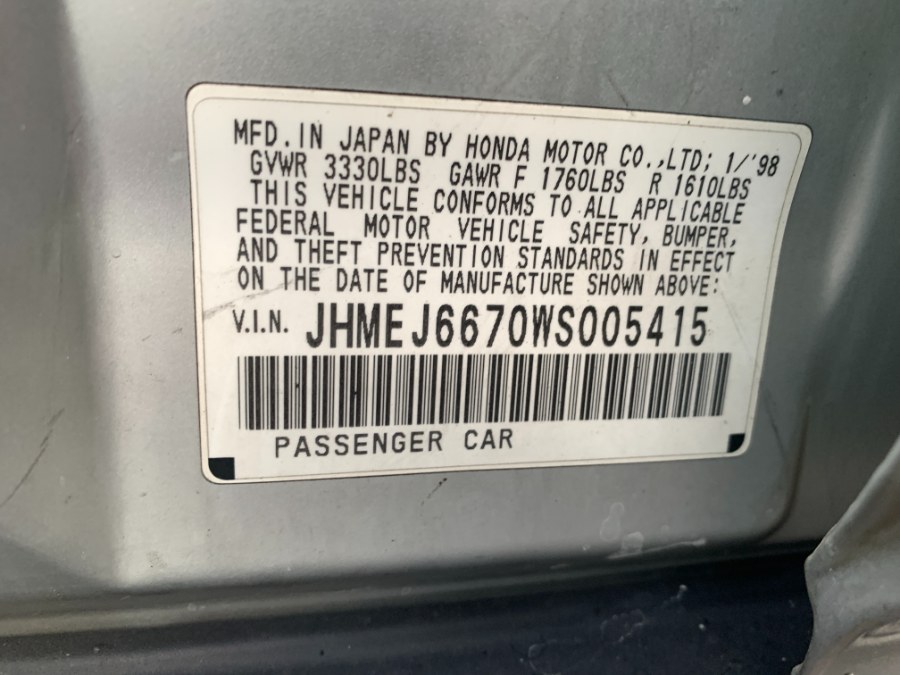 MFD. IN JAPAN BY HONDA MOTOR CO.,LTD; 1/'98
GVWR 3330LBS GAWR F 1760LBS R 1610LBS
THIS VEHICLE CONFORMS TO ALL APPLICABLE
FEDERAL MOTOR VEHICLE SAFETY, BUMPER,
AND THEFT PREVENTION STANDARDS IN EFFECT
ON THE DATE OF MANUFACTURE SHOWN ABOVE:
V.I.N. JHMEJ6670WS005415
PASSENGER CAR